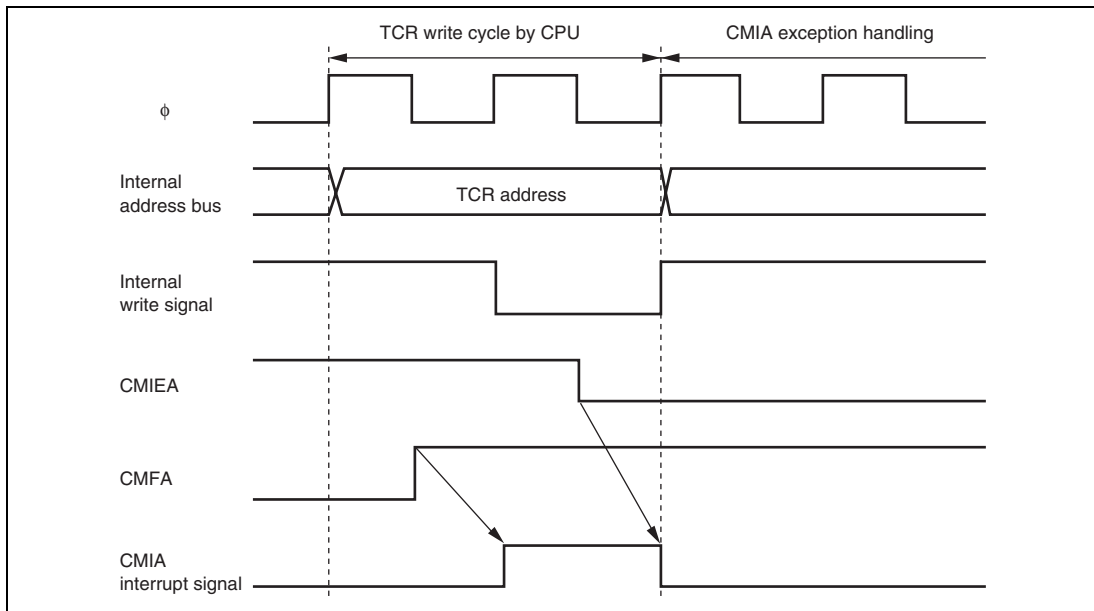 TCR write cycle by CPU
CMIA exception handling
φ
Internal
address bus
TCR address
Internal
write signal
CMIEA
CMFA
CMIA
interrupt signal